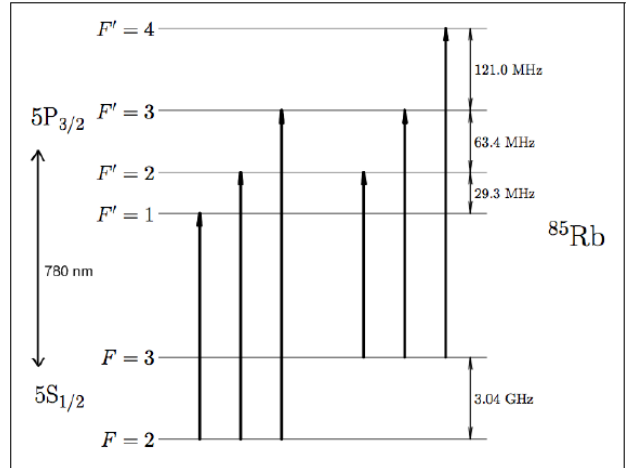 F′ = 4
121.0 MHz
5P3/2
F′ = 3
63.4 MHz
F′ = 2
29.3 MHz
F′ = 1
85Rb
780 nm
F = 3
5S1/2
3.04 GHz
F = 2